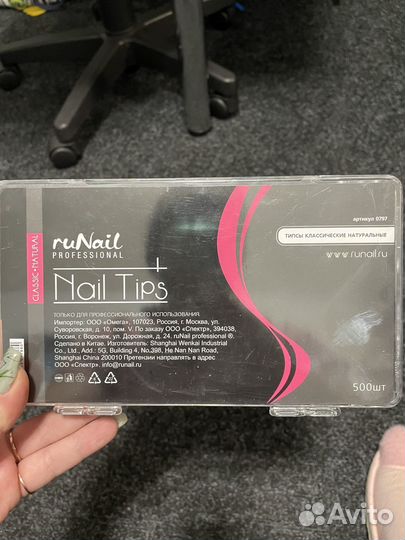 CLASSIC•NATURAL
ruNail
PROFESSIONAL
Nail Tips
артикул 0797
ТИПСЫ КЛАССИЧЕСКИЕ НАТУРАЛЬНЫЕ
www.runail.ru
ТОЛЬКО ДЛЯ ПРОФЕССИОНАЛЬНОГО ИСПОЛЬЗОВАНИЯ.
Импортер: ООО «Омега», 107023, Россия, г. Москва, ул.
Суворовская, д. 10, пом. V. По заказу ООО «Спектр», 394038,
Россия, г. Воронеж, ул. Дорожная, д. 24. ruNail professional ®.
Сделано в Китае. Изготовитель: Shanghai Wenkai Industrial
Co., Ltd., Add.: 5G, Building 4, No.398, He Nan Nan Road,
Shanghai China 200010 Претензии направлять в адрес
ООО «Спектр», info@runail.ru
500шт
Avito